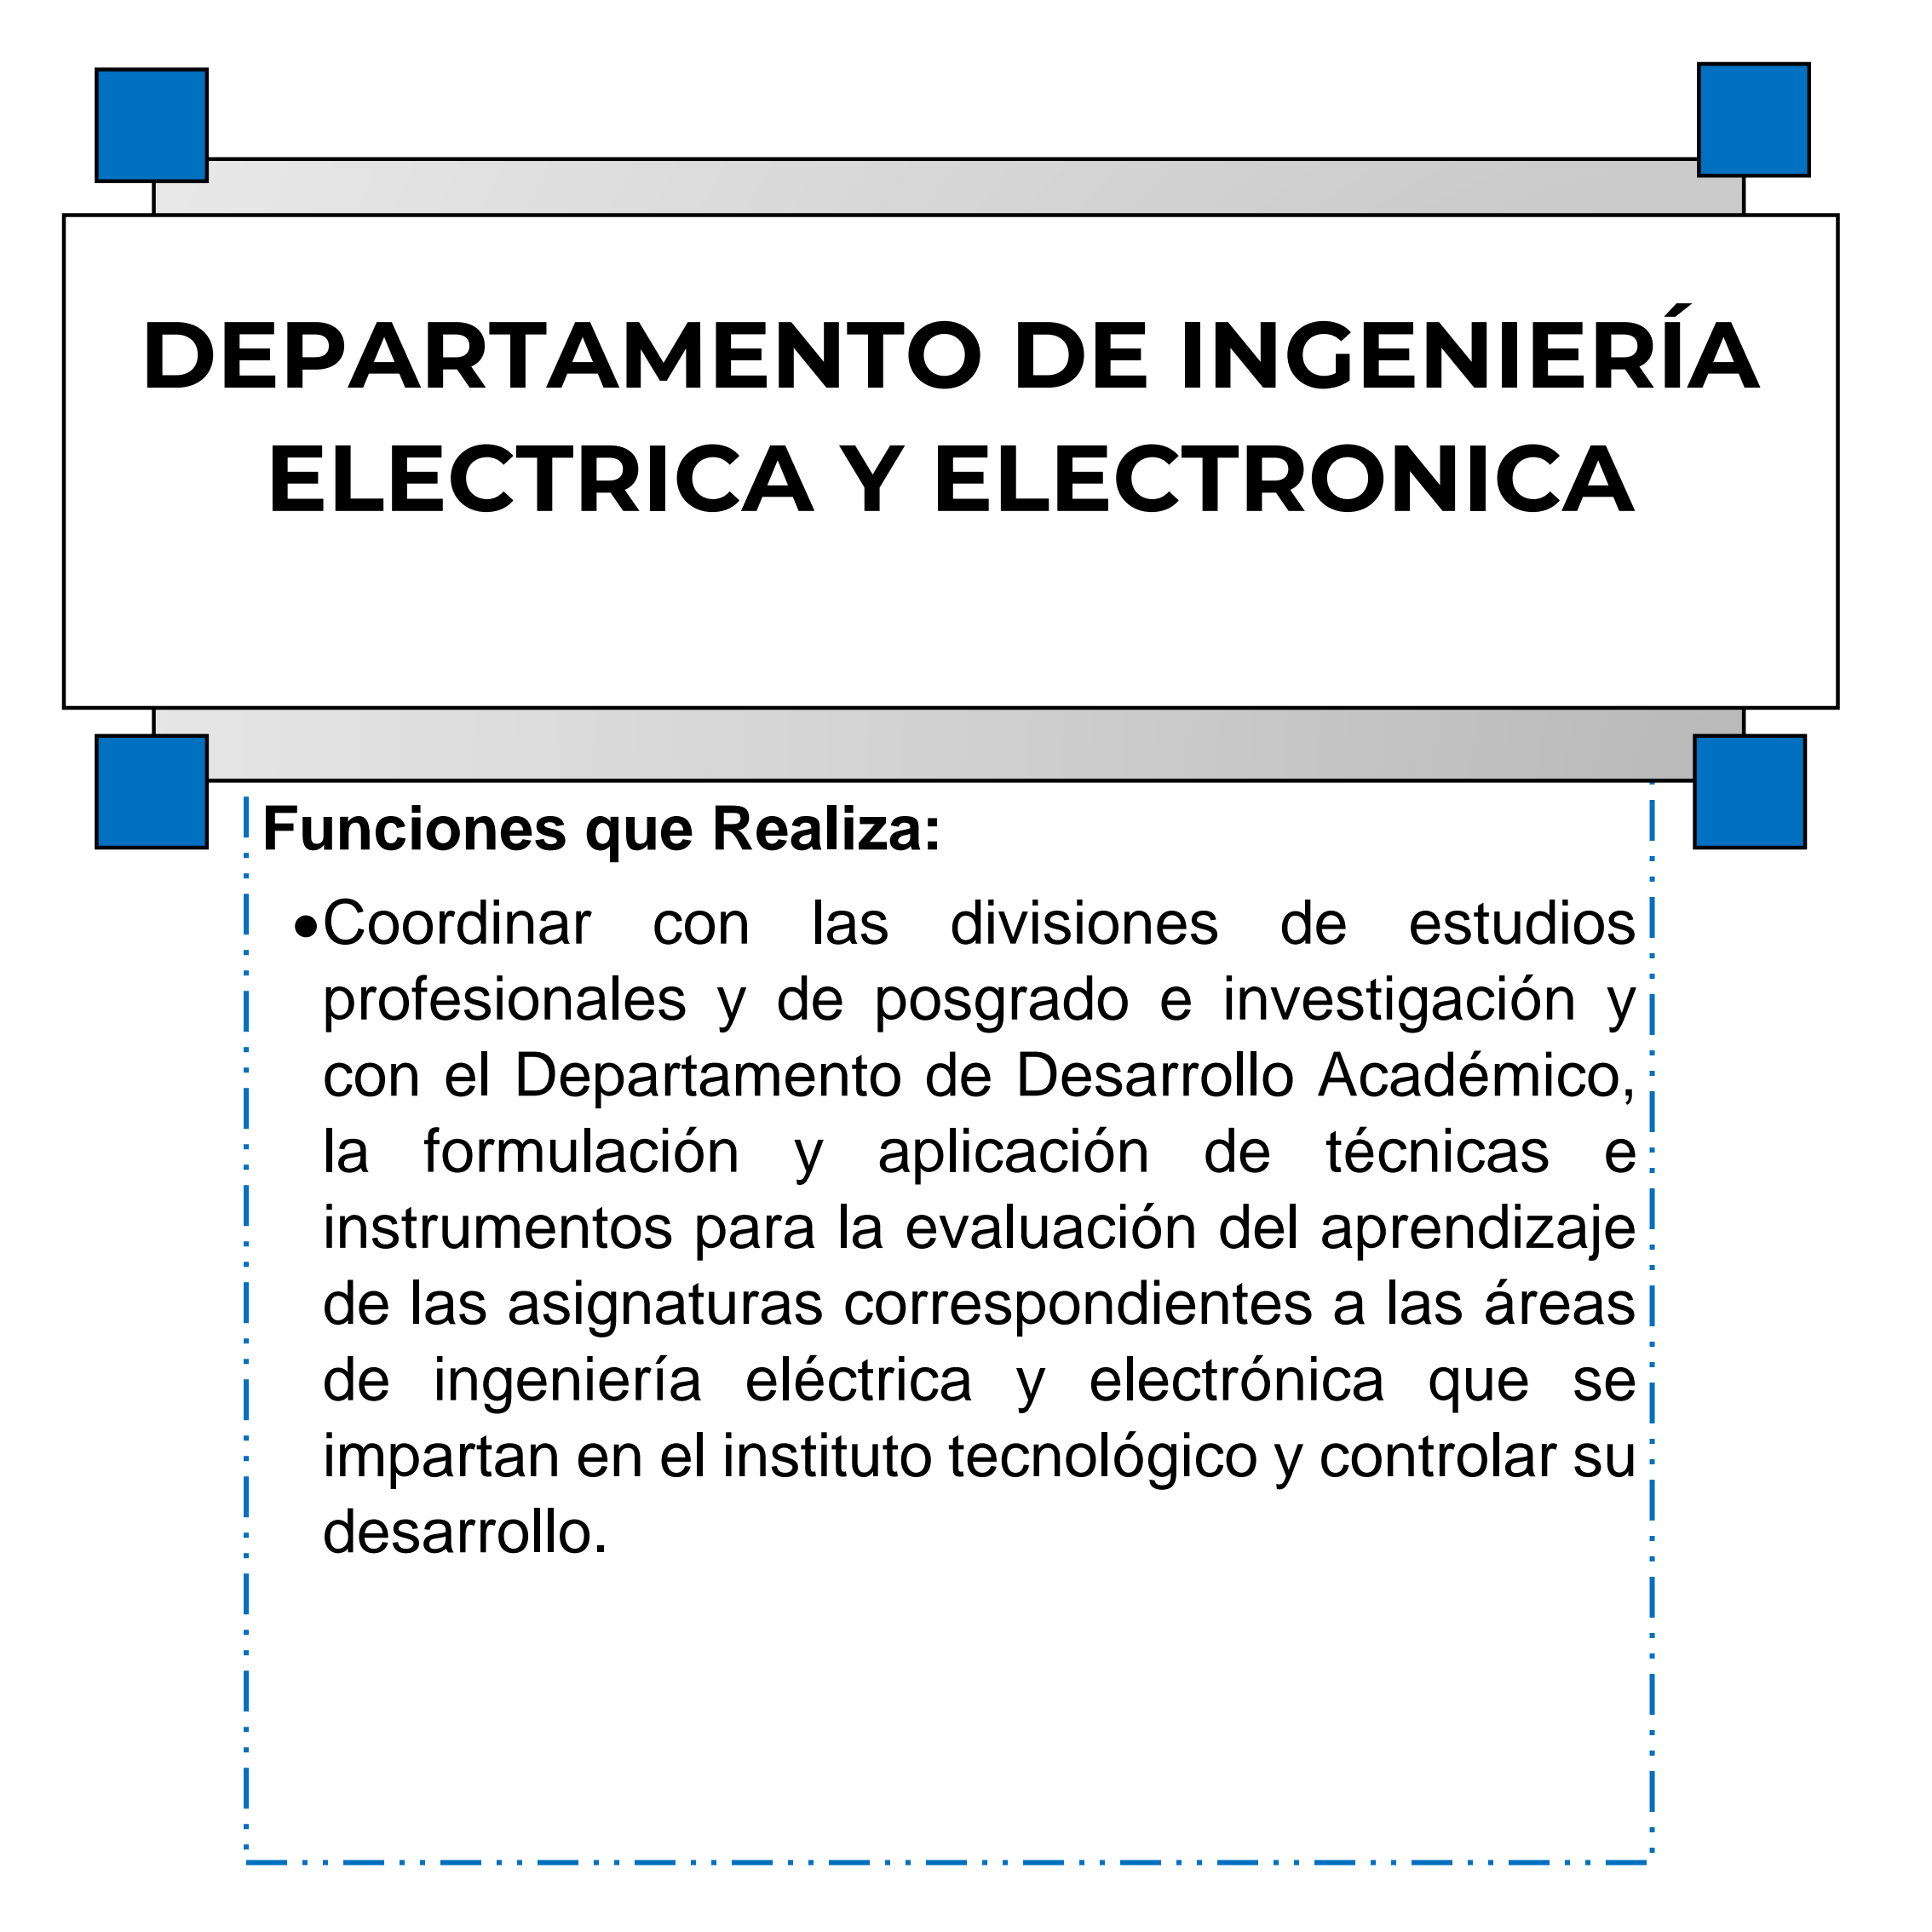 DEPARTAMENTO DE INGENIERÍA
ELECTRICA Y ELECTRONICA
Funciones que Realiza:
●Coordinar con las divisiones de estudios
profesionales y de posgrado e investigación y
con el Departamento de Desarrollo Académico,
la formulación y aplicación de técnicas e
instrumentos para la evaluación del aprendizaje
de las asignaturas correspondientes a las áreas
de ingeniería eléctrica y electrónica que se
impartan en el instituto tecnológico y controlar su
desarrollo.